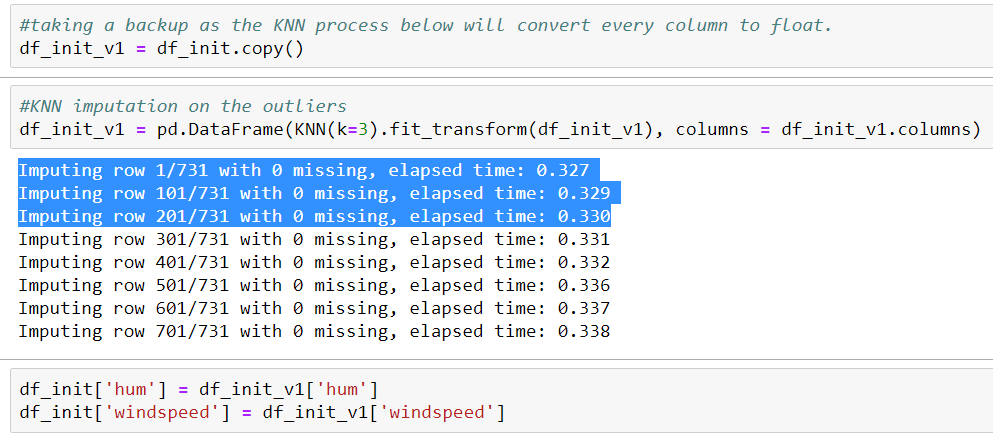 #taking a backup as the KNN process below will convert every column to float.
df_init_v1 = df_init.copy()
#KNN imputation on the outliers
df_init_v1 = pd.DataFrame(KNN(k=3).fit_transform(df_init_v1), columns = df_init_v1.columns)
Imputing row 1/731 with 0 missing, elapsed time: 0.327
Imputing row 101/731 with 0 missing, elapsed time: 0.329
Imputing row 201/731 with 0 missing, elapsed time: 0.330
Imputing row 301/731 with 0 missing, elapsed time: 0.331
Imputing row 401/731 with 0 missing, elapsed time: 0.332
Imputing row 501/731 with 0 missing, elapsed time: 0.336
Imputing row 601/731 with 0 missing, elapsed time: 0.337
Imputing row 701/731 with 0 missing, elapsed time: 0.338
df_init['hum'] = df_init_v1['hum']
df_init['windspeed'] = df_init_v1['windspeed']